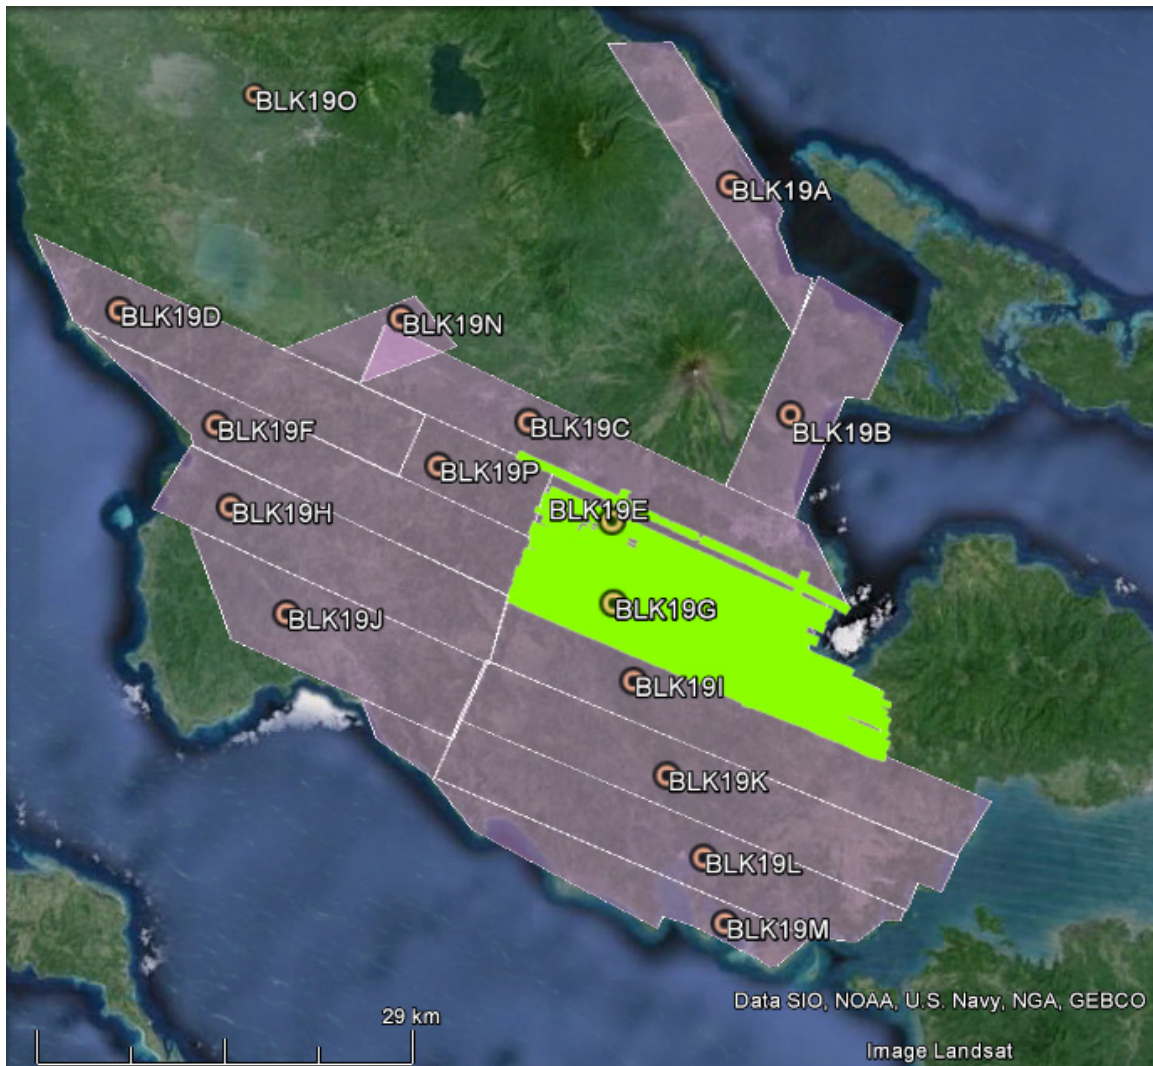 BLK19O
BLK19A
BLK19D
BLK19N
BLK19C
BLK19F
BLK19B
BLK19P
BLK19H
BLK19E
BLK19G
BLK19J
BLK19I
BLK19K
BLK19L
BLK19M
Data SIO, NOAA, U.S. Navy, NGA, GEBCO
29 km
Image Landsat